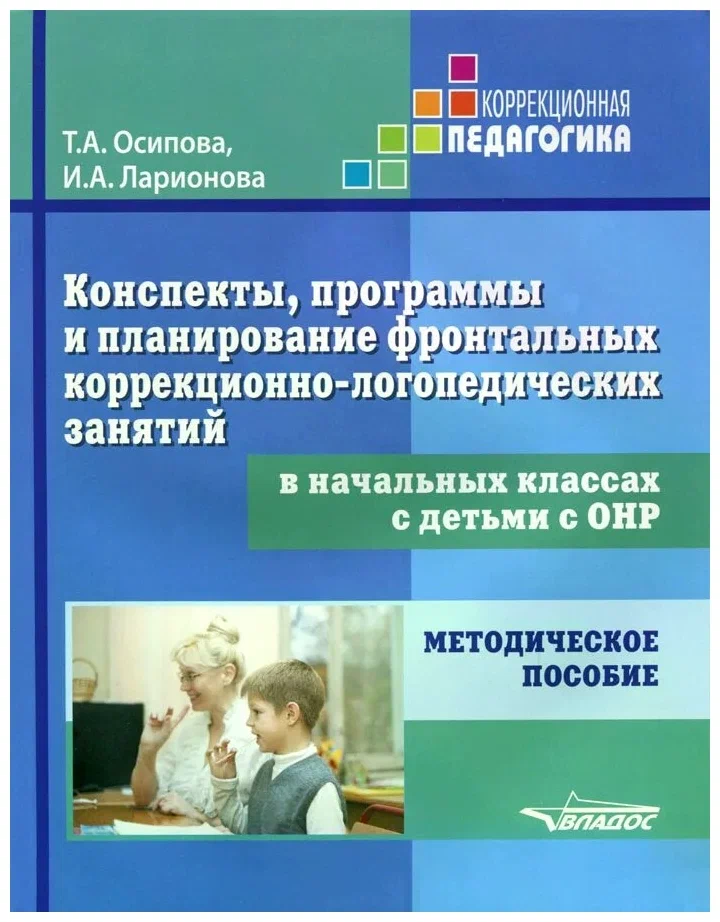 Т.А. Осипова,
И.А. Ларионова
КОРРЕКЦИОННАЯ
ПЕДАГОГИКА
Конспекты, программы
и планирование фронтальных
коррекционно-логопедических
занятий
в начальных классах
с детьми с ОНР
МЕТОДИЧЕСКОЕ
ПОСОБИЕ
ВЛАДОС